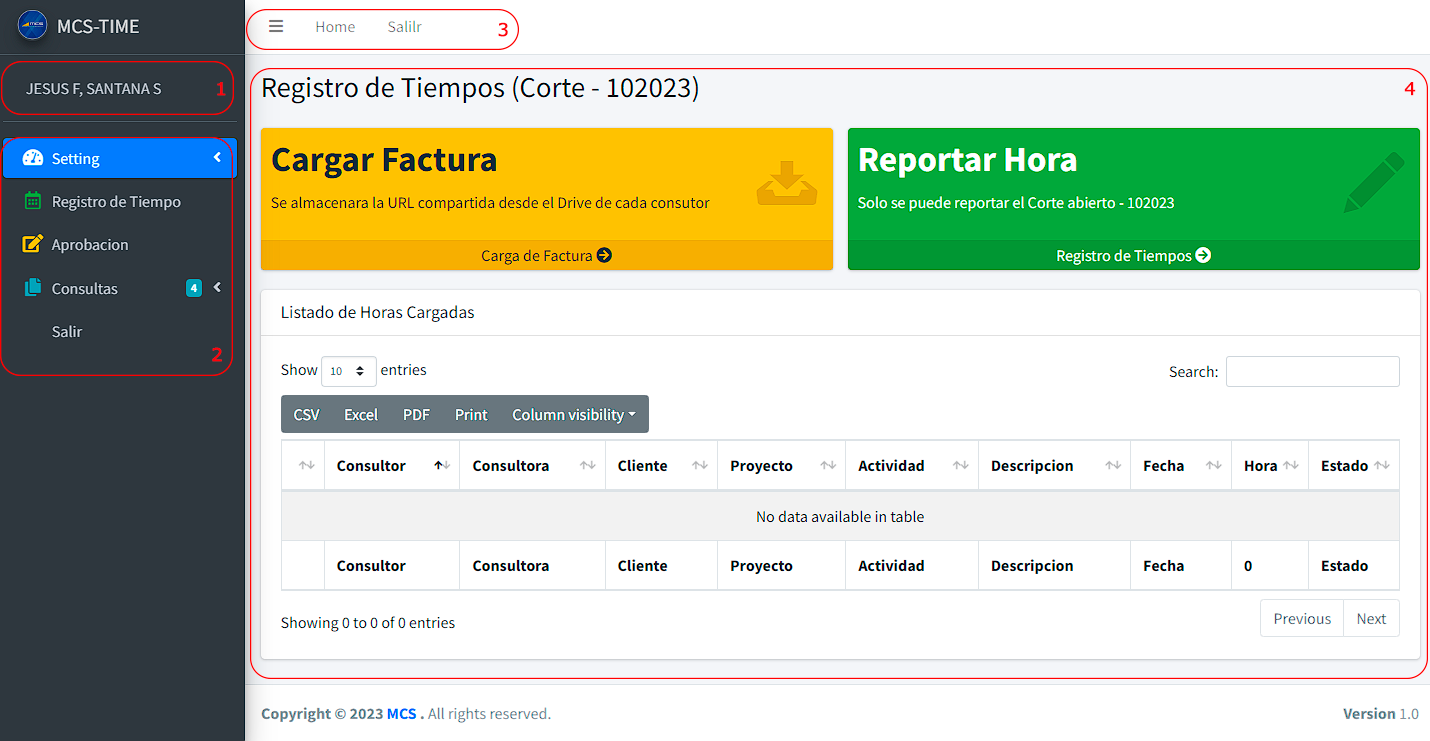 MCS-TIME
JESUS F, SANTANA S 1
Setting
Registro de Tiempo
Aprobacion
Consultas 4
Salir
2
Home Salilr 3
4
Registro de Tiempos (Corte - 102023)
Cargar Factura
Se almacenara la URL compartida desde el Drive de cada consutor
Carga de Factura
Reportar Hora
Solo se puede reportar el Corte abierto - 102023
Registro de Tiempos
Listado de Horas Cargadas
Show 10 entries Search:
CSV Excel PDF Print Column visibility
Consultor Consultora Cliente Proyecto Actividad Descripcion Fecha Hora Estado
No data available in table
Consultor Consultora Cliente Proyecto Actividad Descripcion Fecha 0 Estado
Showing 0 to 0 of 0 entries Previous Next
Copyright © 2023 MCS . All rights reserved. Version 1.0